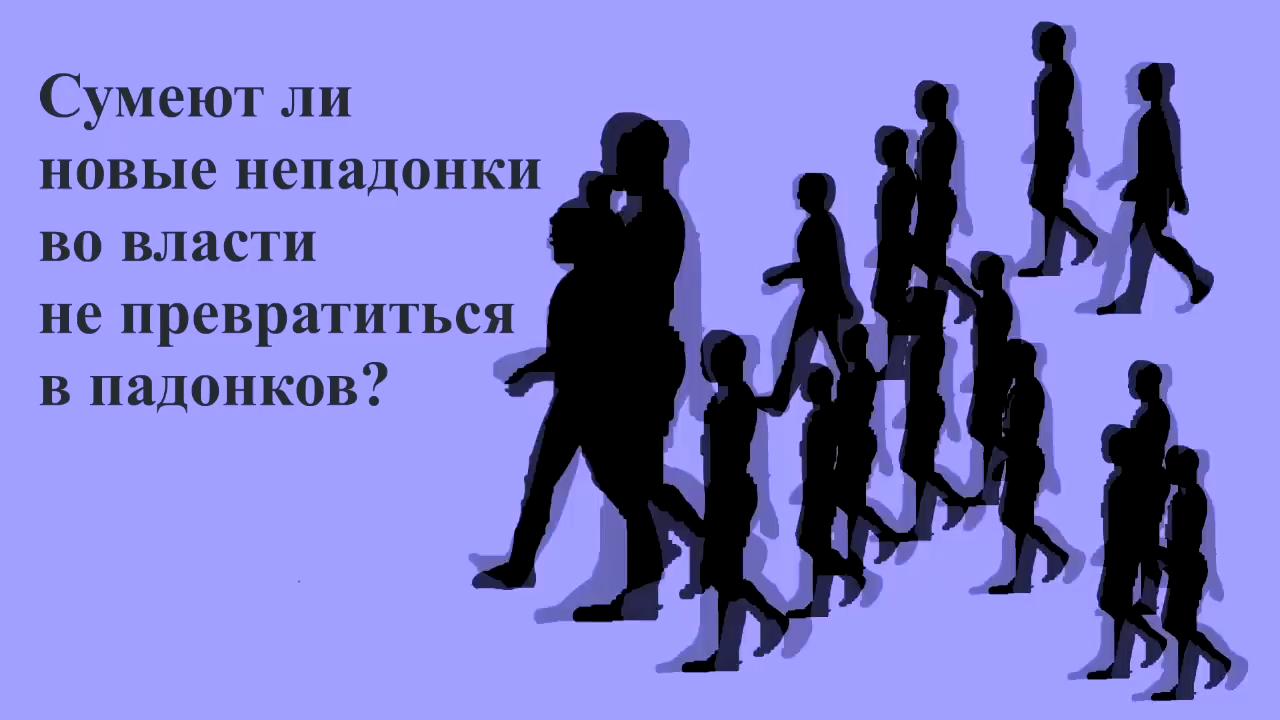 Сумеют ли
новые непадонки
во власти
не превратиться
в падонков?